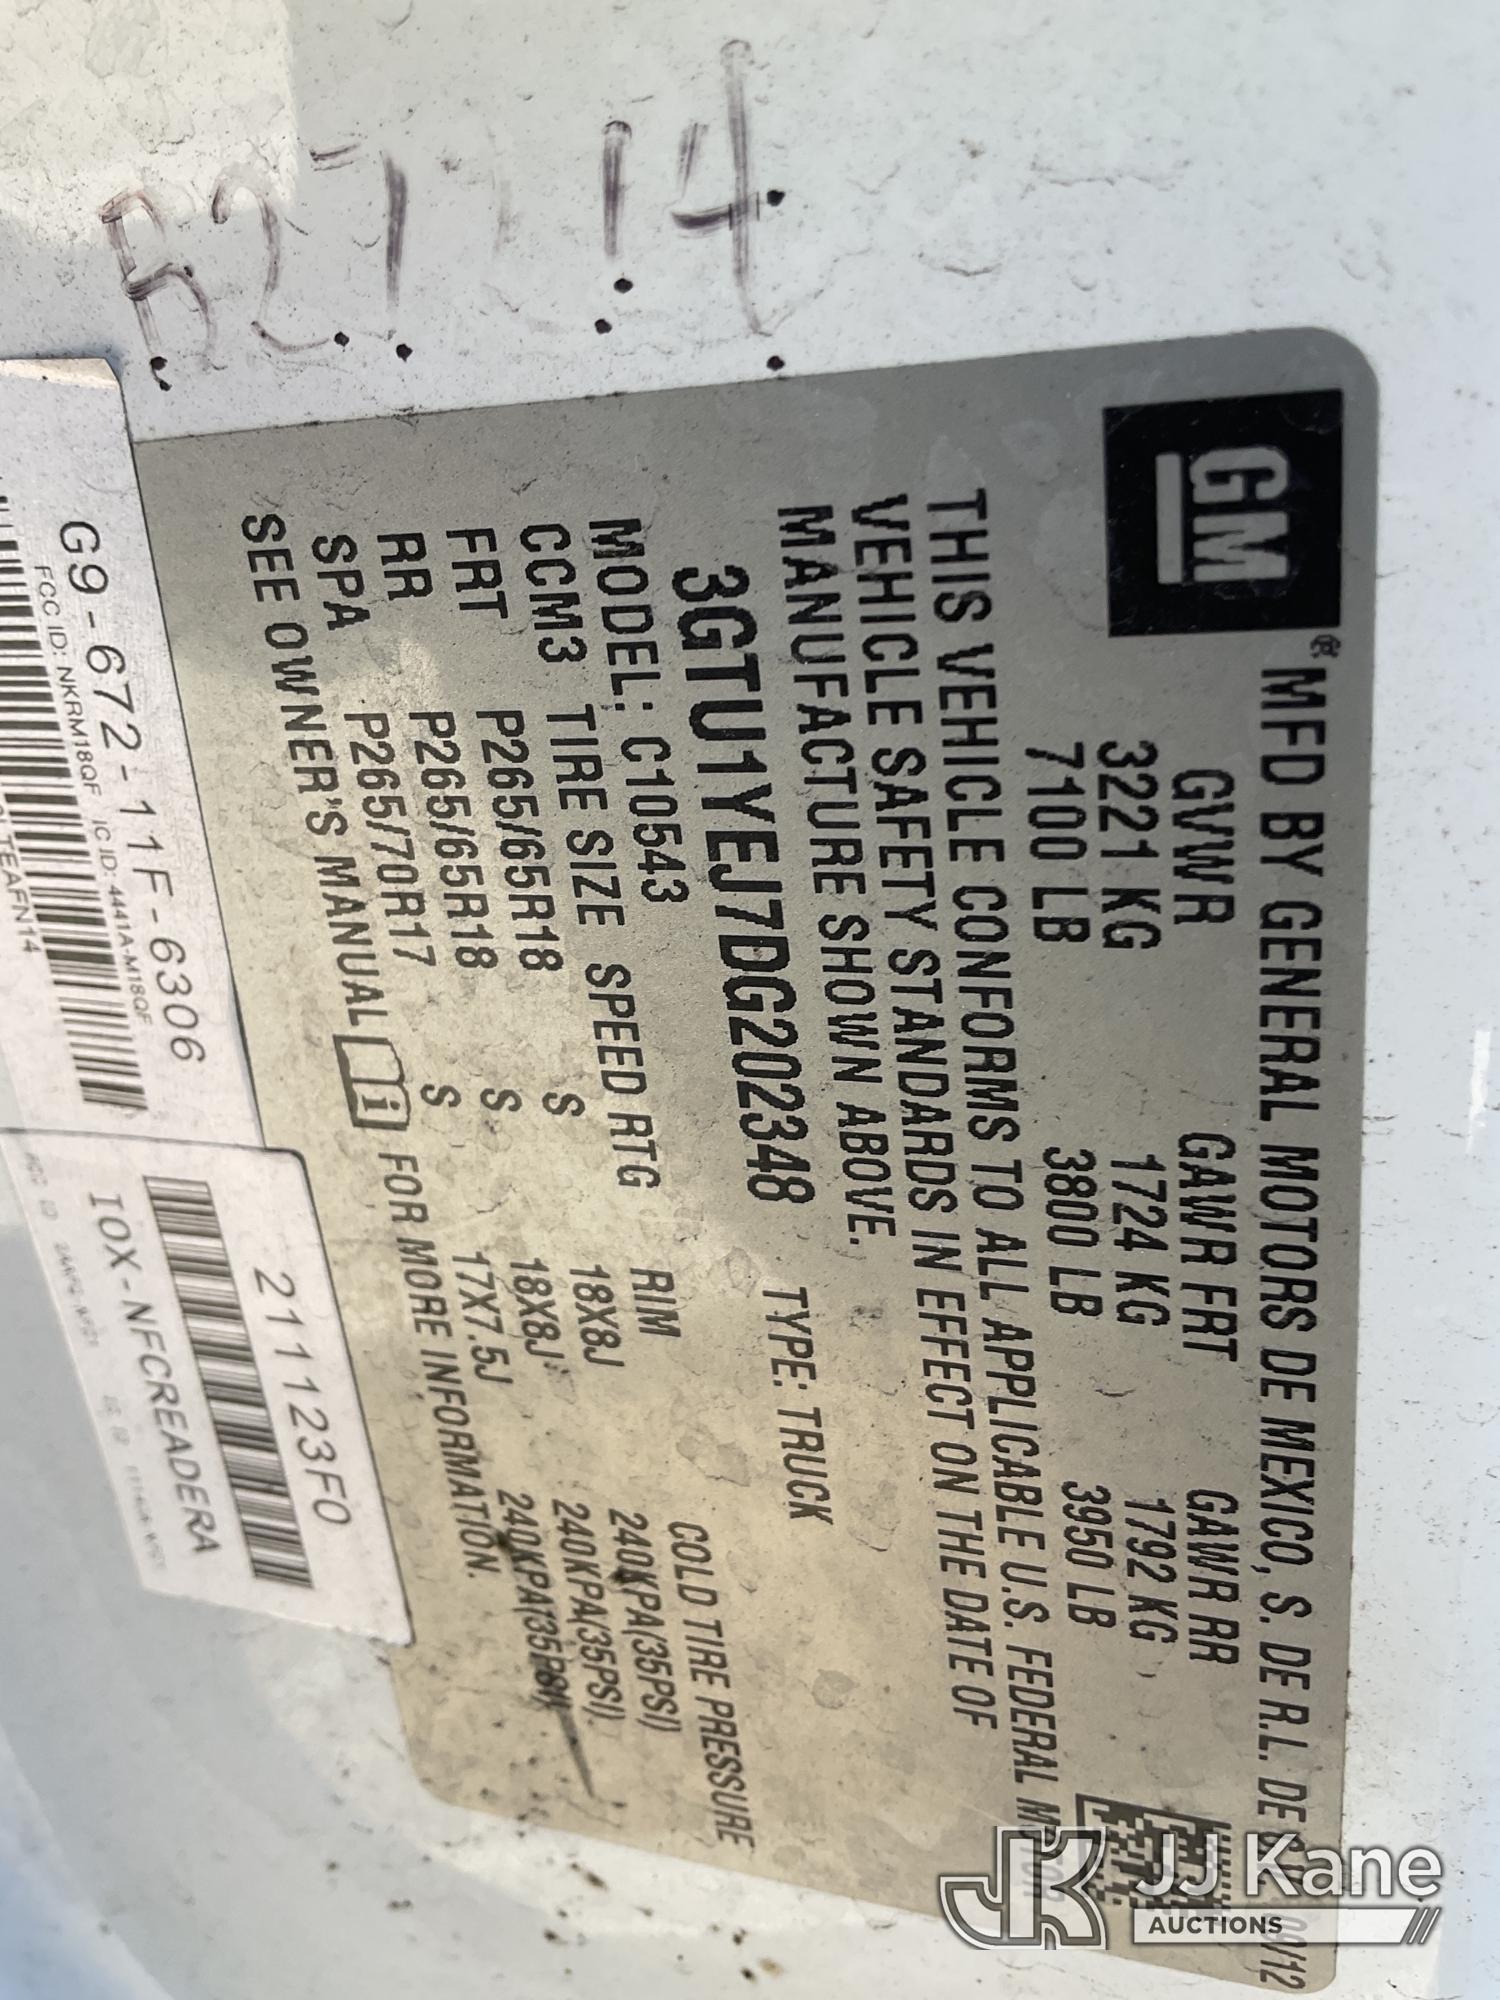 B2714
GM
®MFD BY GENERAL MOTORS DE MEXICO, S. DE R.L. DE C.V. 09/12
GVWR GAWR FRT GAWR RR
3221 KG 1724 KG 1792 KG
7100 LB 3800 LB 3950 LB
THIS VEHICLE CONFORMS TO ALL APPLICABLE U.S. FEDERAL MOTOR
VEHICLE SAFETY STANDARDS IN EFFECT ON THE DATE OF
MANUFACTURE SHOWN ABOVE.
3GTU1YEJ7DG202348 TYPE: TRUCK
MODEL: C10543
CCM3 TIRE SIZE SPEED RTG RIM COLD TIRE PRESSURE
FRT P265/65R18 S 18X8J 240KPA(35PSI)
RR P265/65R18 S 18X8J 240KPA(35PSI)
SPA P265/70R17 S 17X7.5J 240KPA(35PSI)
SEE OWNER'S MANUAL FOR MORE INFORMATION.
G9-672-11F-6306
FCC ID: NKRM18QF IC ID: 4441A-M18QF
211123F0
IOX-NFCREADERA
JJ Kane
AUCTIONS